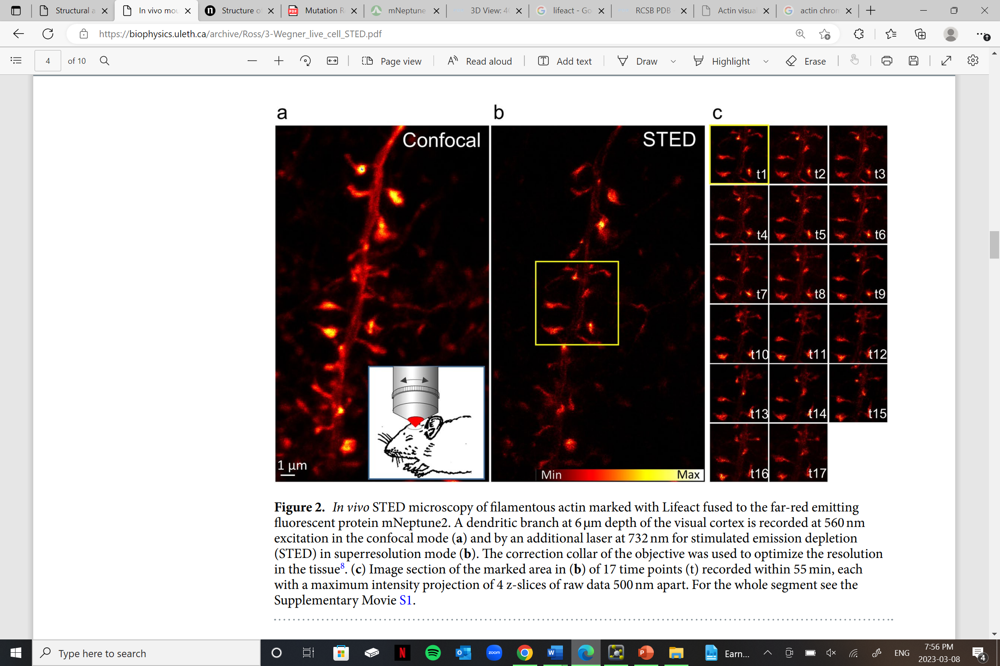 Structural a
In vivo mou
Structure o
Mutation R
mNeptune
3D View: 4
lifeact - Go
RCSB PDB
Actin visua
actin chrom
https://biophysics.uleth.ca/archive/Ross/3-Wegner_live_cell_STED.pdf
4 of 10
Page view
Read aloud
Add text
Draw
Highlight
Erase
a b c
Confocal
STED
t1 t2 t3
t4 t5 t6
t7 t8 t9
t10 t11 t12
t13 t14 t15
t16 t17
1 µm
Min Max
Figure 2. In vivo STED microscopy of filamentous actin marked with Lifeact fused to the far-red emitting
fluorescent protein mNeptune2. A dendritic branch at 6 µm depth of the visual cortex is recorded at 560 nm
excitation in the confocal mode (a) and by an additional laser at 732 nm for stimulated emission depletion
(STED) in superresolution mode (b). The correction collar of the objective was used to optimize the resolution
in the tissue8. (c) Image section of the marked area in (b) of 17 time points (t) recorded within 55 min, each
with a maximum intensity projection of 4 z-slices of raw data 500 nm apart. For the whole segment see the
Supplementary Movie S1.
Type here to search
zoom
Earn...
ENG
7:56 PM
2023-03-08
4